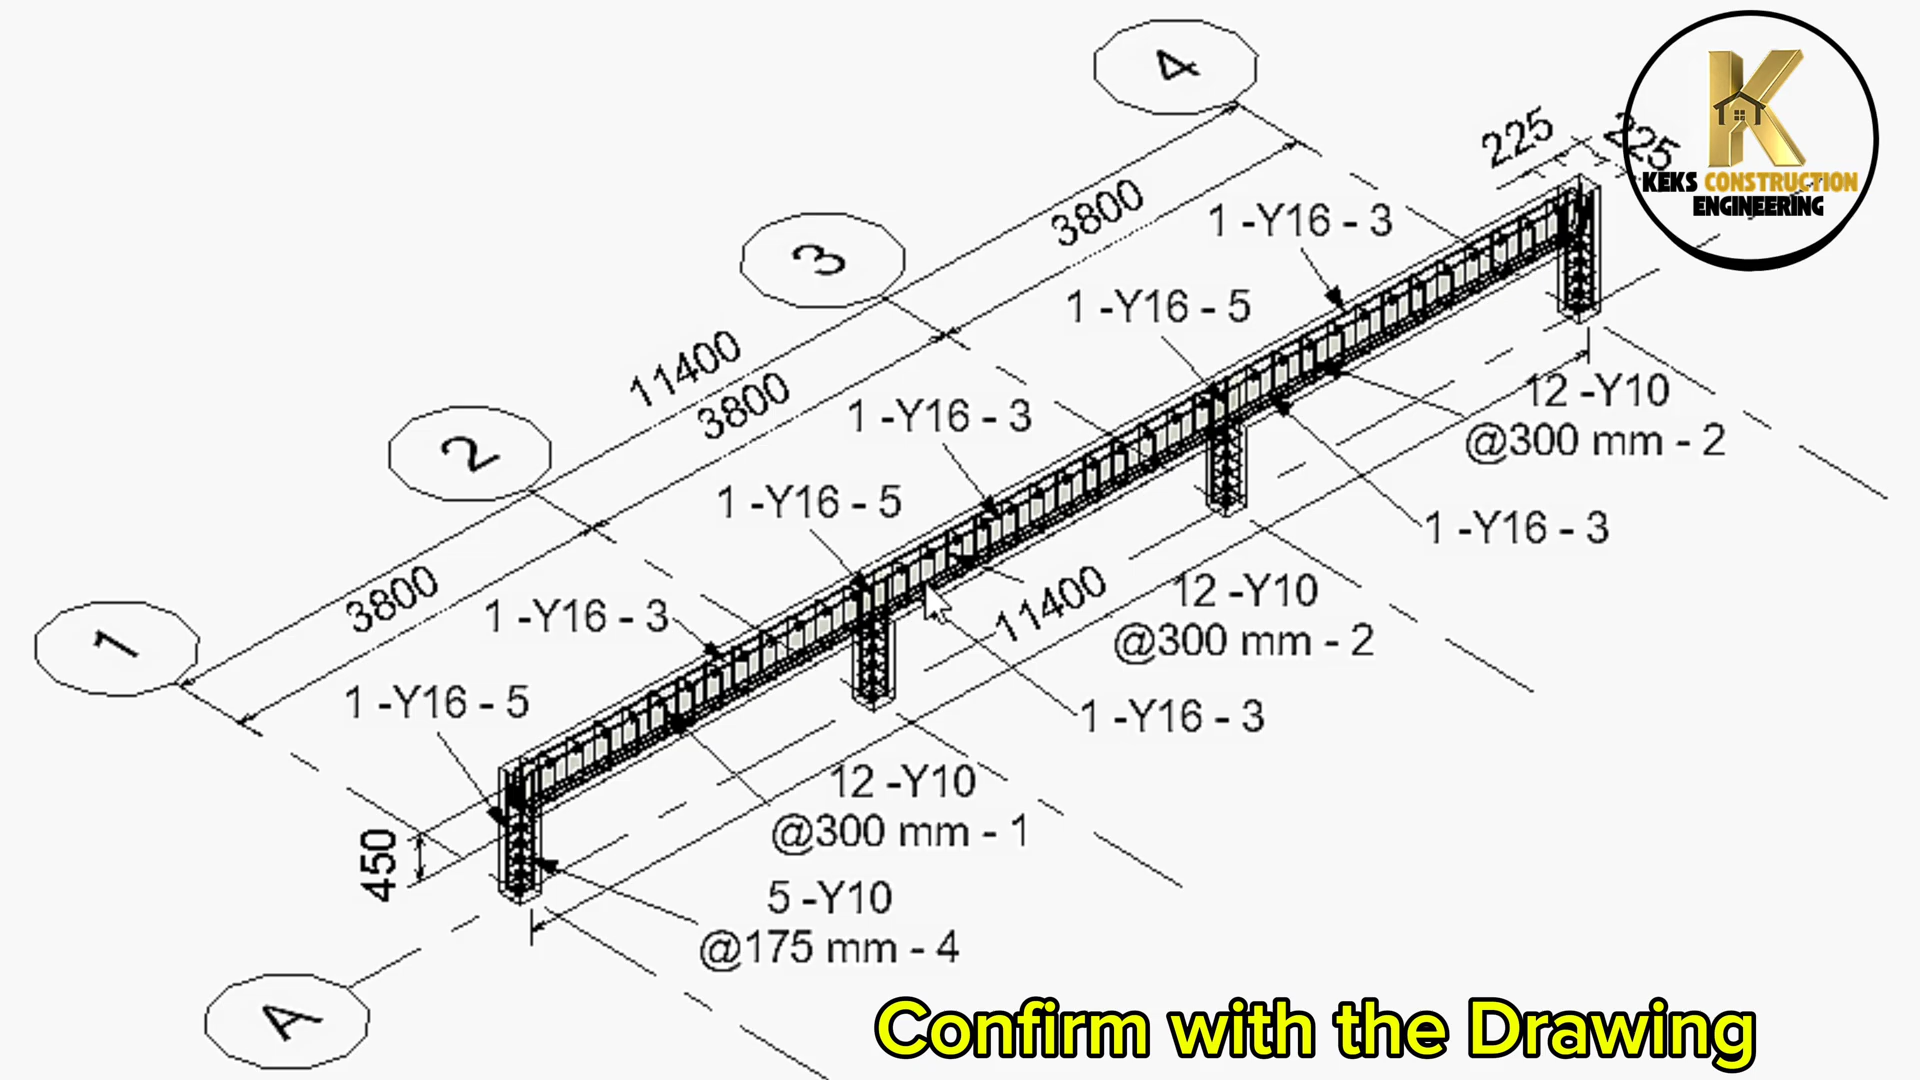 4
225
225
KEKS CONSTRUCTION
ENGINEERING
3800
1 -Y16 - 3
3
1 -Y16 - 5
11400
3800
1 -Y16 - 3
12 -Y10
@300 mm - 2
2
1 -Y16 - 5
1 -Y16 - 3
3800
1 -Y16 - 3
11400
12 -Y10
@300 mm - 2
1
1 -Y16 - 5
1 -Y16 - 3
12 -Y10
@300 mm - 1
450
5 -Y10
@175 mm - 4
A
Confirm with the Drawing